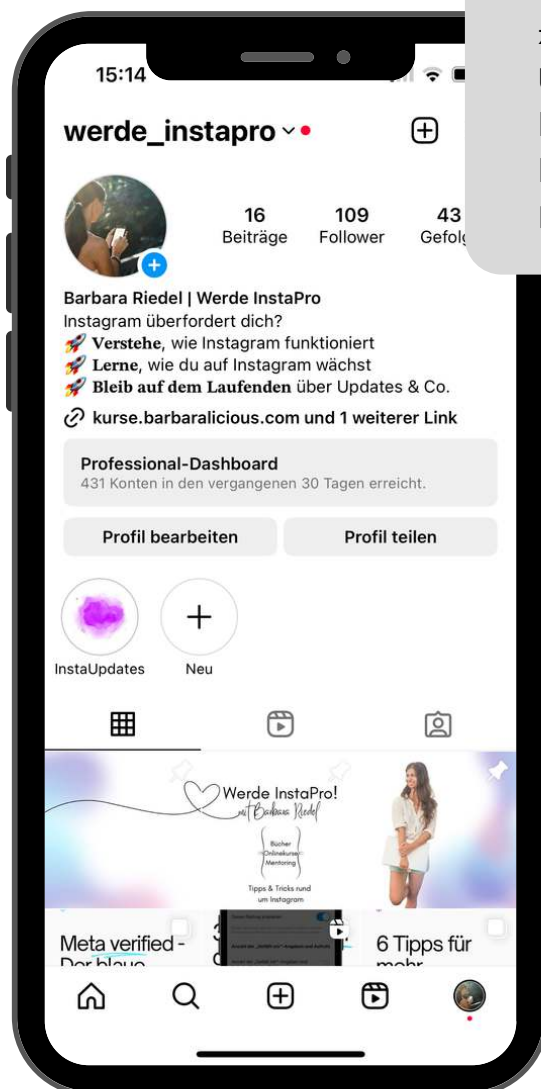 15:14
werde_instapro
16 109 43
Beiträge Follower
Barbara Riedel | Werde InstaPro
Instagram überfordert dich?
🚀 Verstehe, wie Instagram funktioniert
🚀 Lerne, wie du auf Instagram wächst
🚀 Bleib auf dem Laufenden über Updates & Co.
kurse.barbaralicious.com und 1 weiterer Link
Professional-Dashboard
431 Konten in den vergangenen 30 Tagen erreicht.
Profil bearbeiten Profil teilen
InstaUpdates Neu
Werde InstaPro!
mit Barbara Riedel
Bücher
Onlinekurse
Mentoring
Tipps & Tricks rund
um Instagram
Meta verified - 6 Tipps für
Der blaue mehr